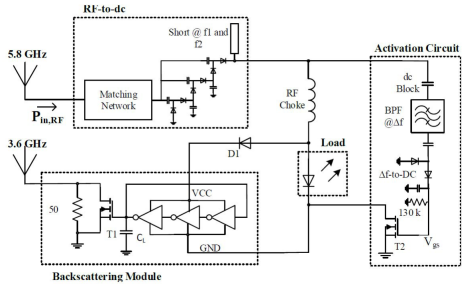 RF-to-dc
5.8 GHz
P in,RF
Matching
Network
Short @ f1 and
f2
RF
Choke
Activation Circuit
dc
Block
BPF
@Δf
Δf-to-DC
130 k
T2
Vgs
Load
D1
3.6 GHz
50
T1
CL
VCC
GND
Backscattering Module